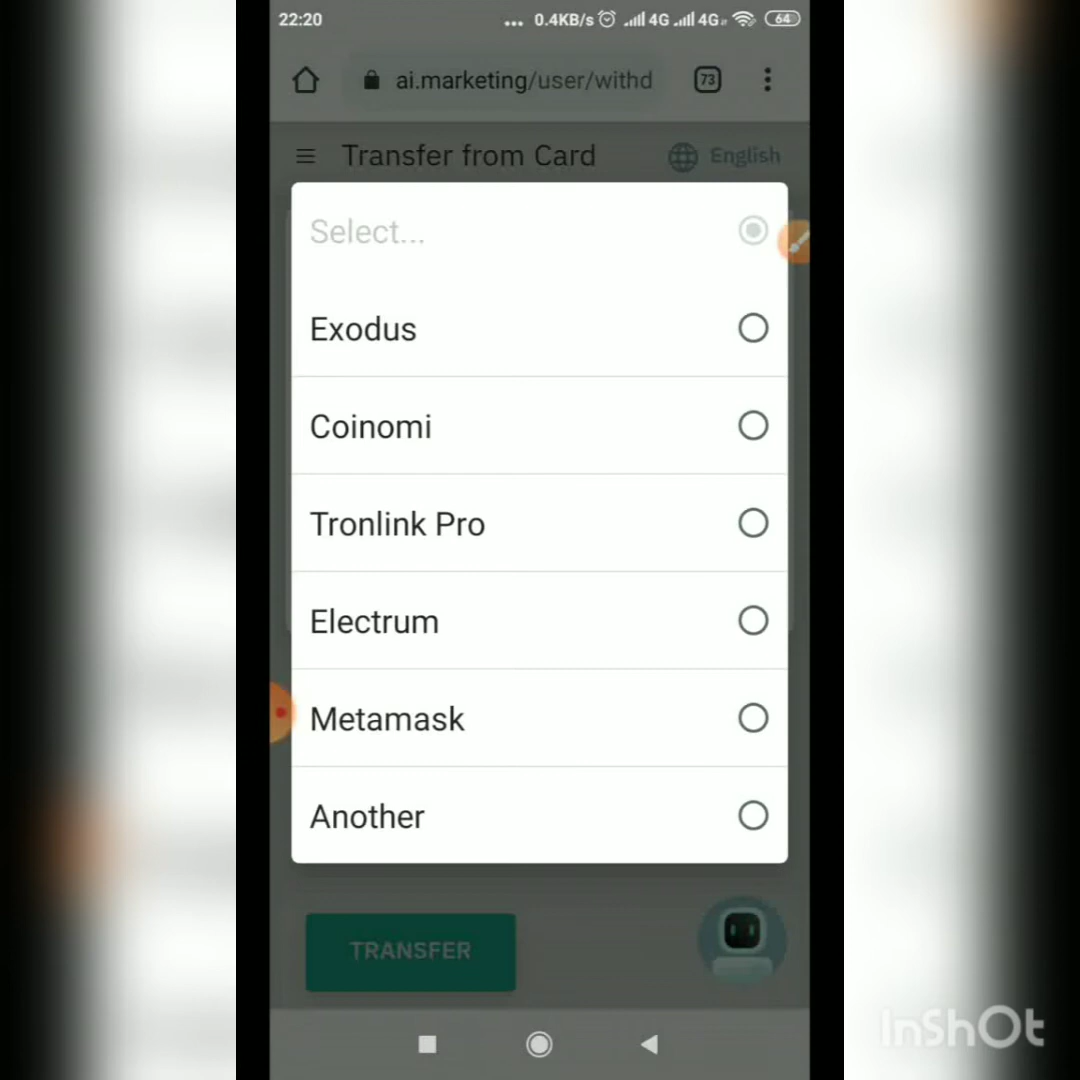 22:20 ... 0.4KB/s 4G 4G 64
ai.marketing/user/withd 73
Transfer from Card English
Select...
Exodus
Coinomi
Tronlink Pro
Electrum
Metamask
Another
TRANSFER
InShOt